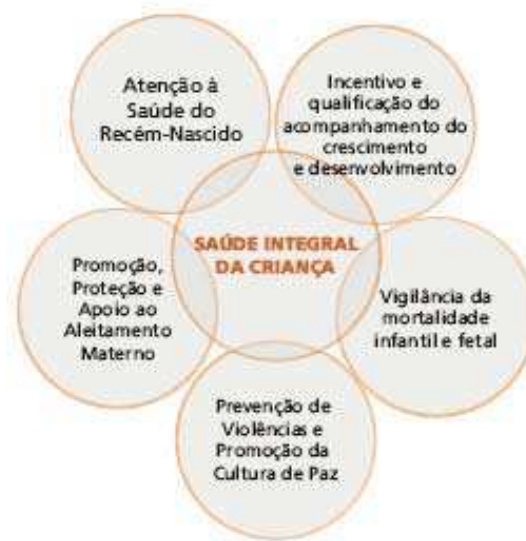 Atenção à
Saúde do
Recém-Nascido
Incentivo e
qualificação do
acompanhamento do
crescimento
e desenvolvimento
SAÚDE INTEGRAL
DA CRIANÇA
Promoção,
Proteção e
Apoio ao
Aleitamento
Materno
Vigilância da
mortalidade
infantil e fetal
Prevenção de
Violências e
Promoção da
Cultura de Paz